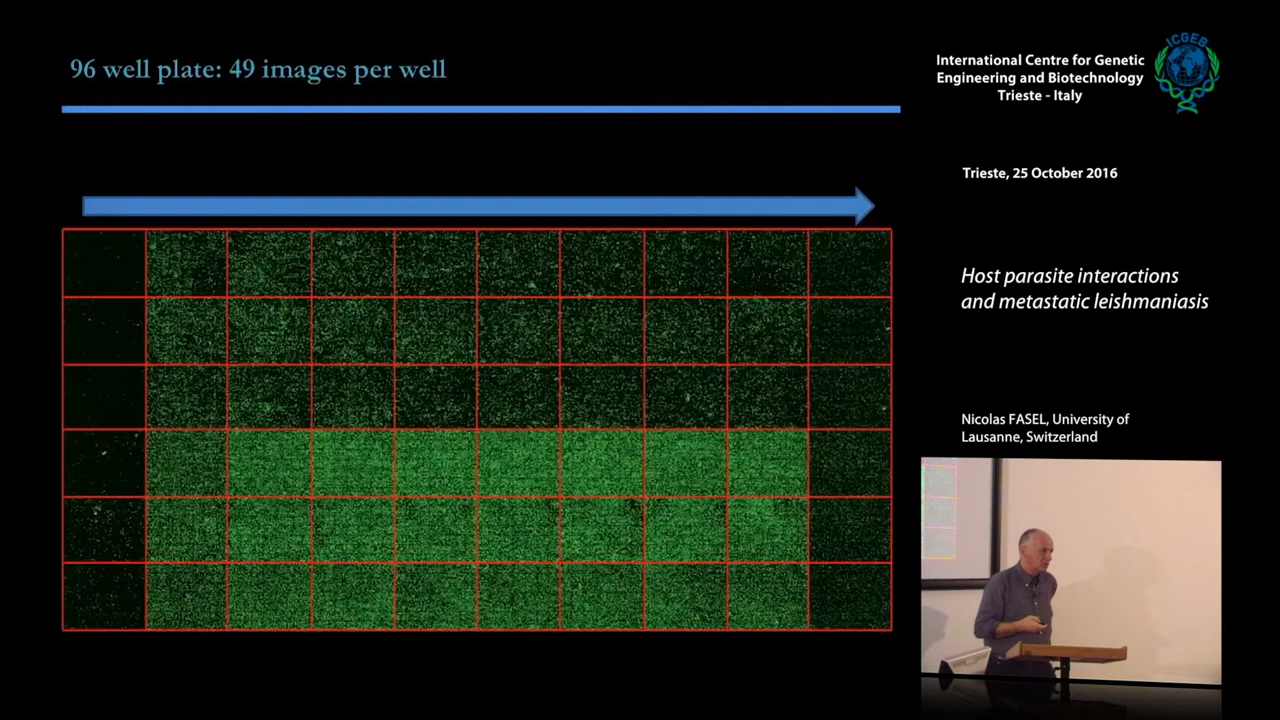 96 well plate: 49 images per well
International Centre for Genetic
Engineering and Biotechnology
Trieste - Italy
ICGEB
Trieste, 25 October 2016
Host parasite interactions
and metastatic leishmaniasis
Nicolas FASEL, University of
Lausanne, Switzerland